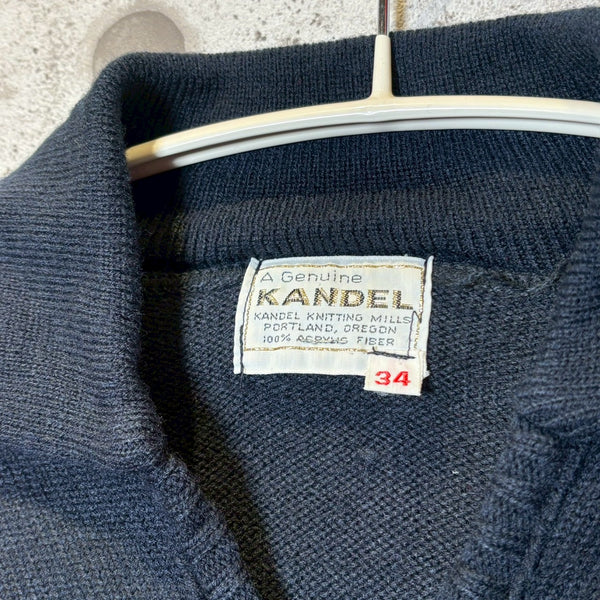 A Genuine
KANDEL
KANDEL KNITTING MILLS
PORTLAND, OREGON
100% ACRYLIC FIBER
34